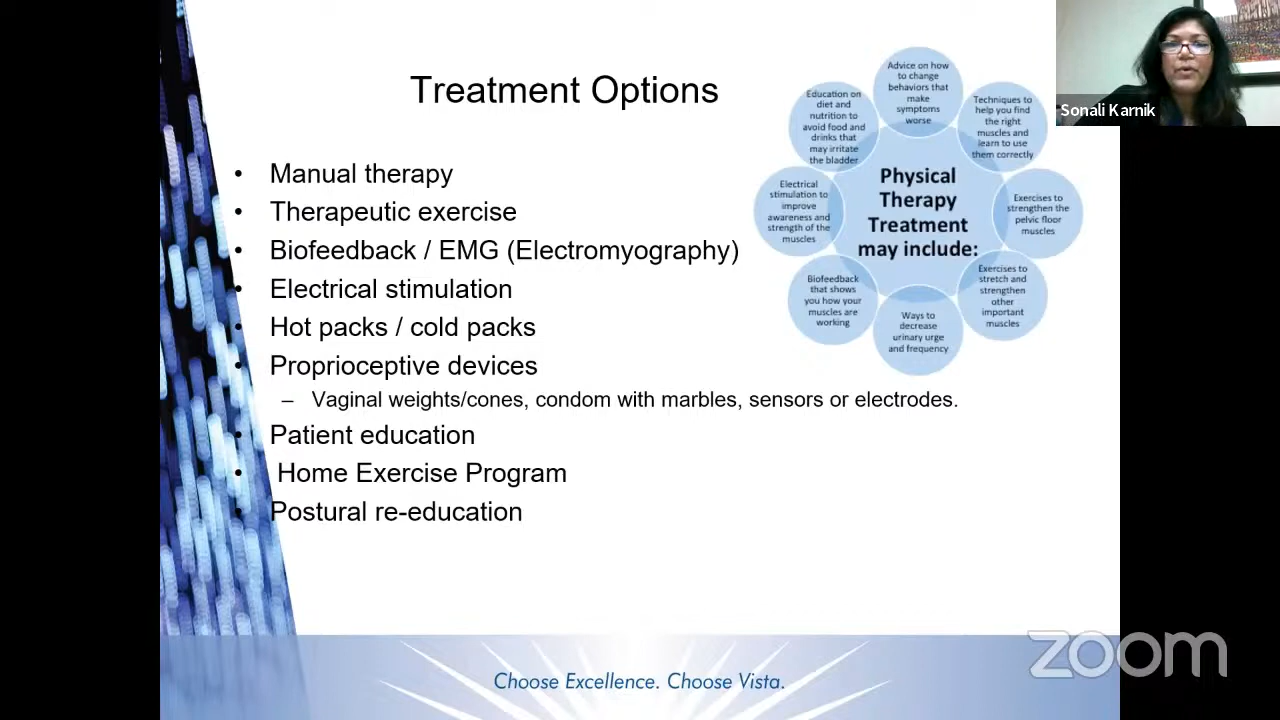 Treatment Options
• Manual therapy
• Therapeutic exercise
• Biofeedback / EMG (Electromyography)
• Electrical stimulation
• Hot packs / cold packs
• Proprioceptive devices
– Vaginal weights/cones, condom with marbles, sensors or electrodes.
• Patient education
• Home Exercise Program
• Postural re-education
Physical
Therapy
Treatment
may include:
Advice on how
to change
behaviors that
make
symptoms
worse
Techniques to
help you find
the right
muscles and
learn to use
them correctly
Exercises to
strengthen the
pelvic floor
muscles
Exercises to
stretch and
strengthen
other
important
muscles
Ways to
decrease
urinary urge
and frequency
Biofeedback
that shows
you how your
muscles are
working
Electrical
stimulation to
improve
awareness and
strength of the
muscles
Education on
diet and
nutrition to
avoid food and
drinks that
may irritate
the bladder
Sonali Karnik
Choose Excellence. Choose Vista.
zoom